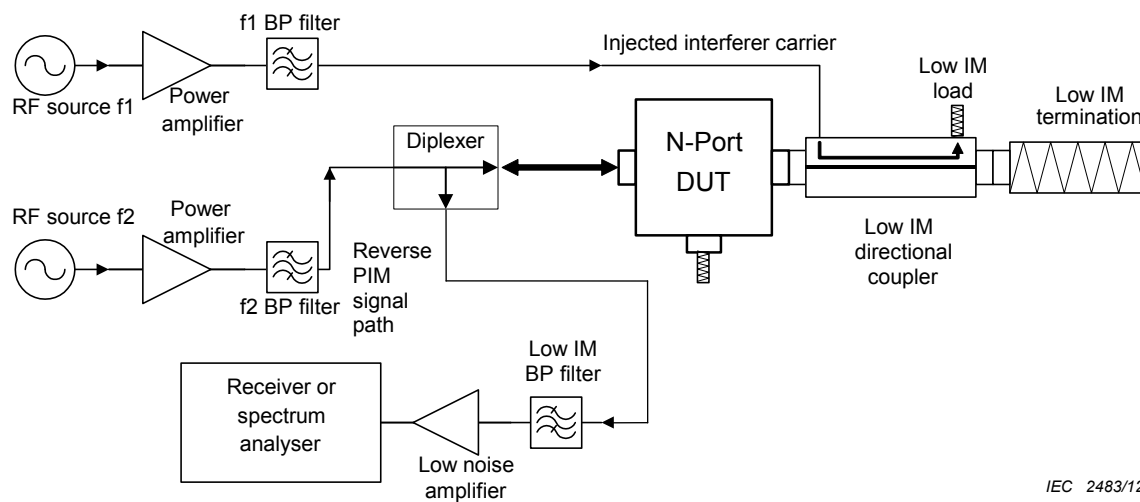 f1 BP filter
Injected interferer carrier
RF source f1
Power
amplifier
Low IM
load
Low IM
termination
Diplexer
N-Port
DUT
RF source f2
Power
amplifier
f2 BP filter
Reverse
PIM
signal
path
Low IM
directional
coupler
Low IM
BP filter
Receiver or
spectrum
analyser
Low noise
amplifier
IEC 2483/12